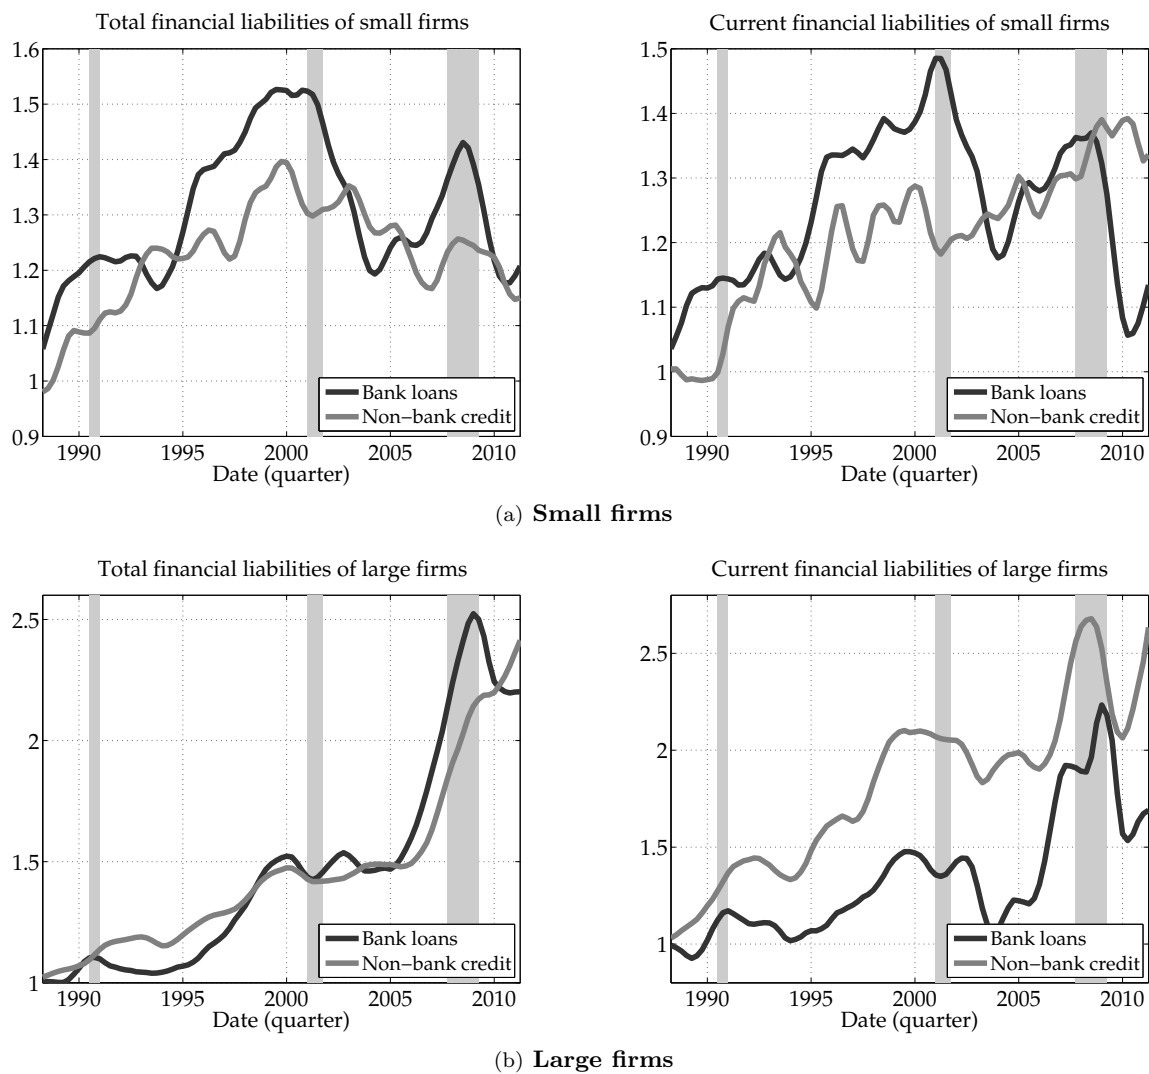 Total financial liabilities of small firms
1.6
1.5
1.4
1.3
1.2
1.1
1
0.9
1990 1995 2000 2005 2010
Date (quarter)
Bank loans
Non−bank credit
Current financial liabilities of small firms
1.5
1.4
1.3
1.2
1.1
1
0.9
1990 1995 2000 2005 2010
Date (quarter)
Bank loans
Non−bank credit
(a) Small firms
Total financial liabilities of large firms
2.5
2
1.5
1
1990 1995 2000 2005 2010
Date (quarter)
Bank loans
Non−bank credit
Current financial liabilities of large firms
2.5
2
1.5
1
1990 1995 2000 2005 2010
Date (quarter)
Bank loans
Non−bank credit
(b) Large firms